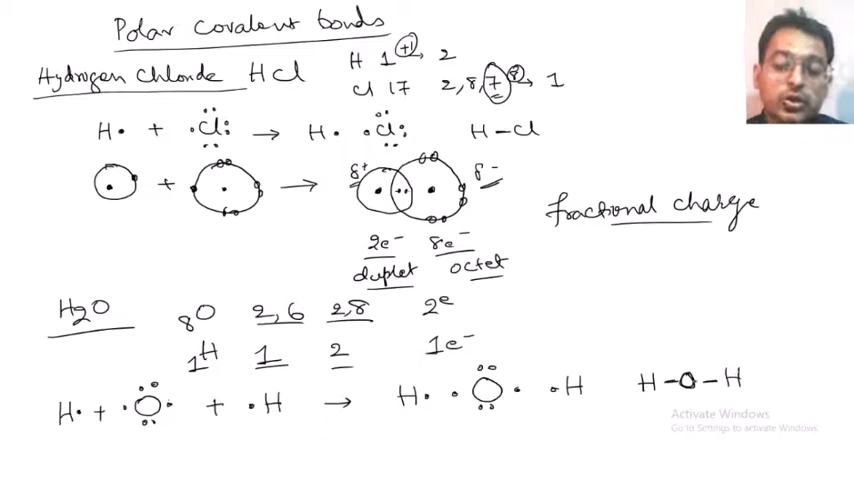 Polar covalent bonds
Hydrogen Chloride HCl
H 1 +1 → 2
Cl 17 2,8,7 8 → 1
H• + •Cl: → H• •Cl: H–Cl
+ → δ+ δ-
fractional charge
2e⁻ 8e⁻
duplet octet
H2O ₈O 2,6 2,8 2e
₁H 1 2 1e⁻
H• + •O• + •H → H• •O• •H H–O–H
Activate Windows
Go to Settings to activate Windows.